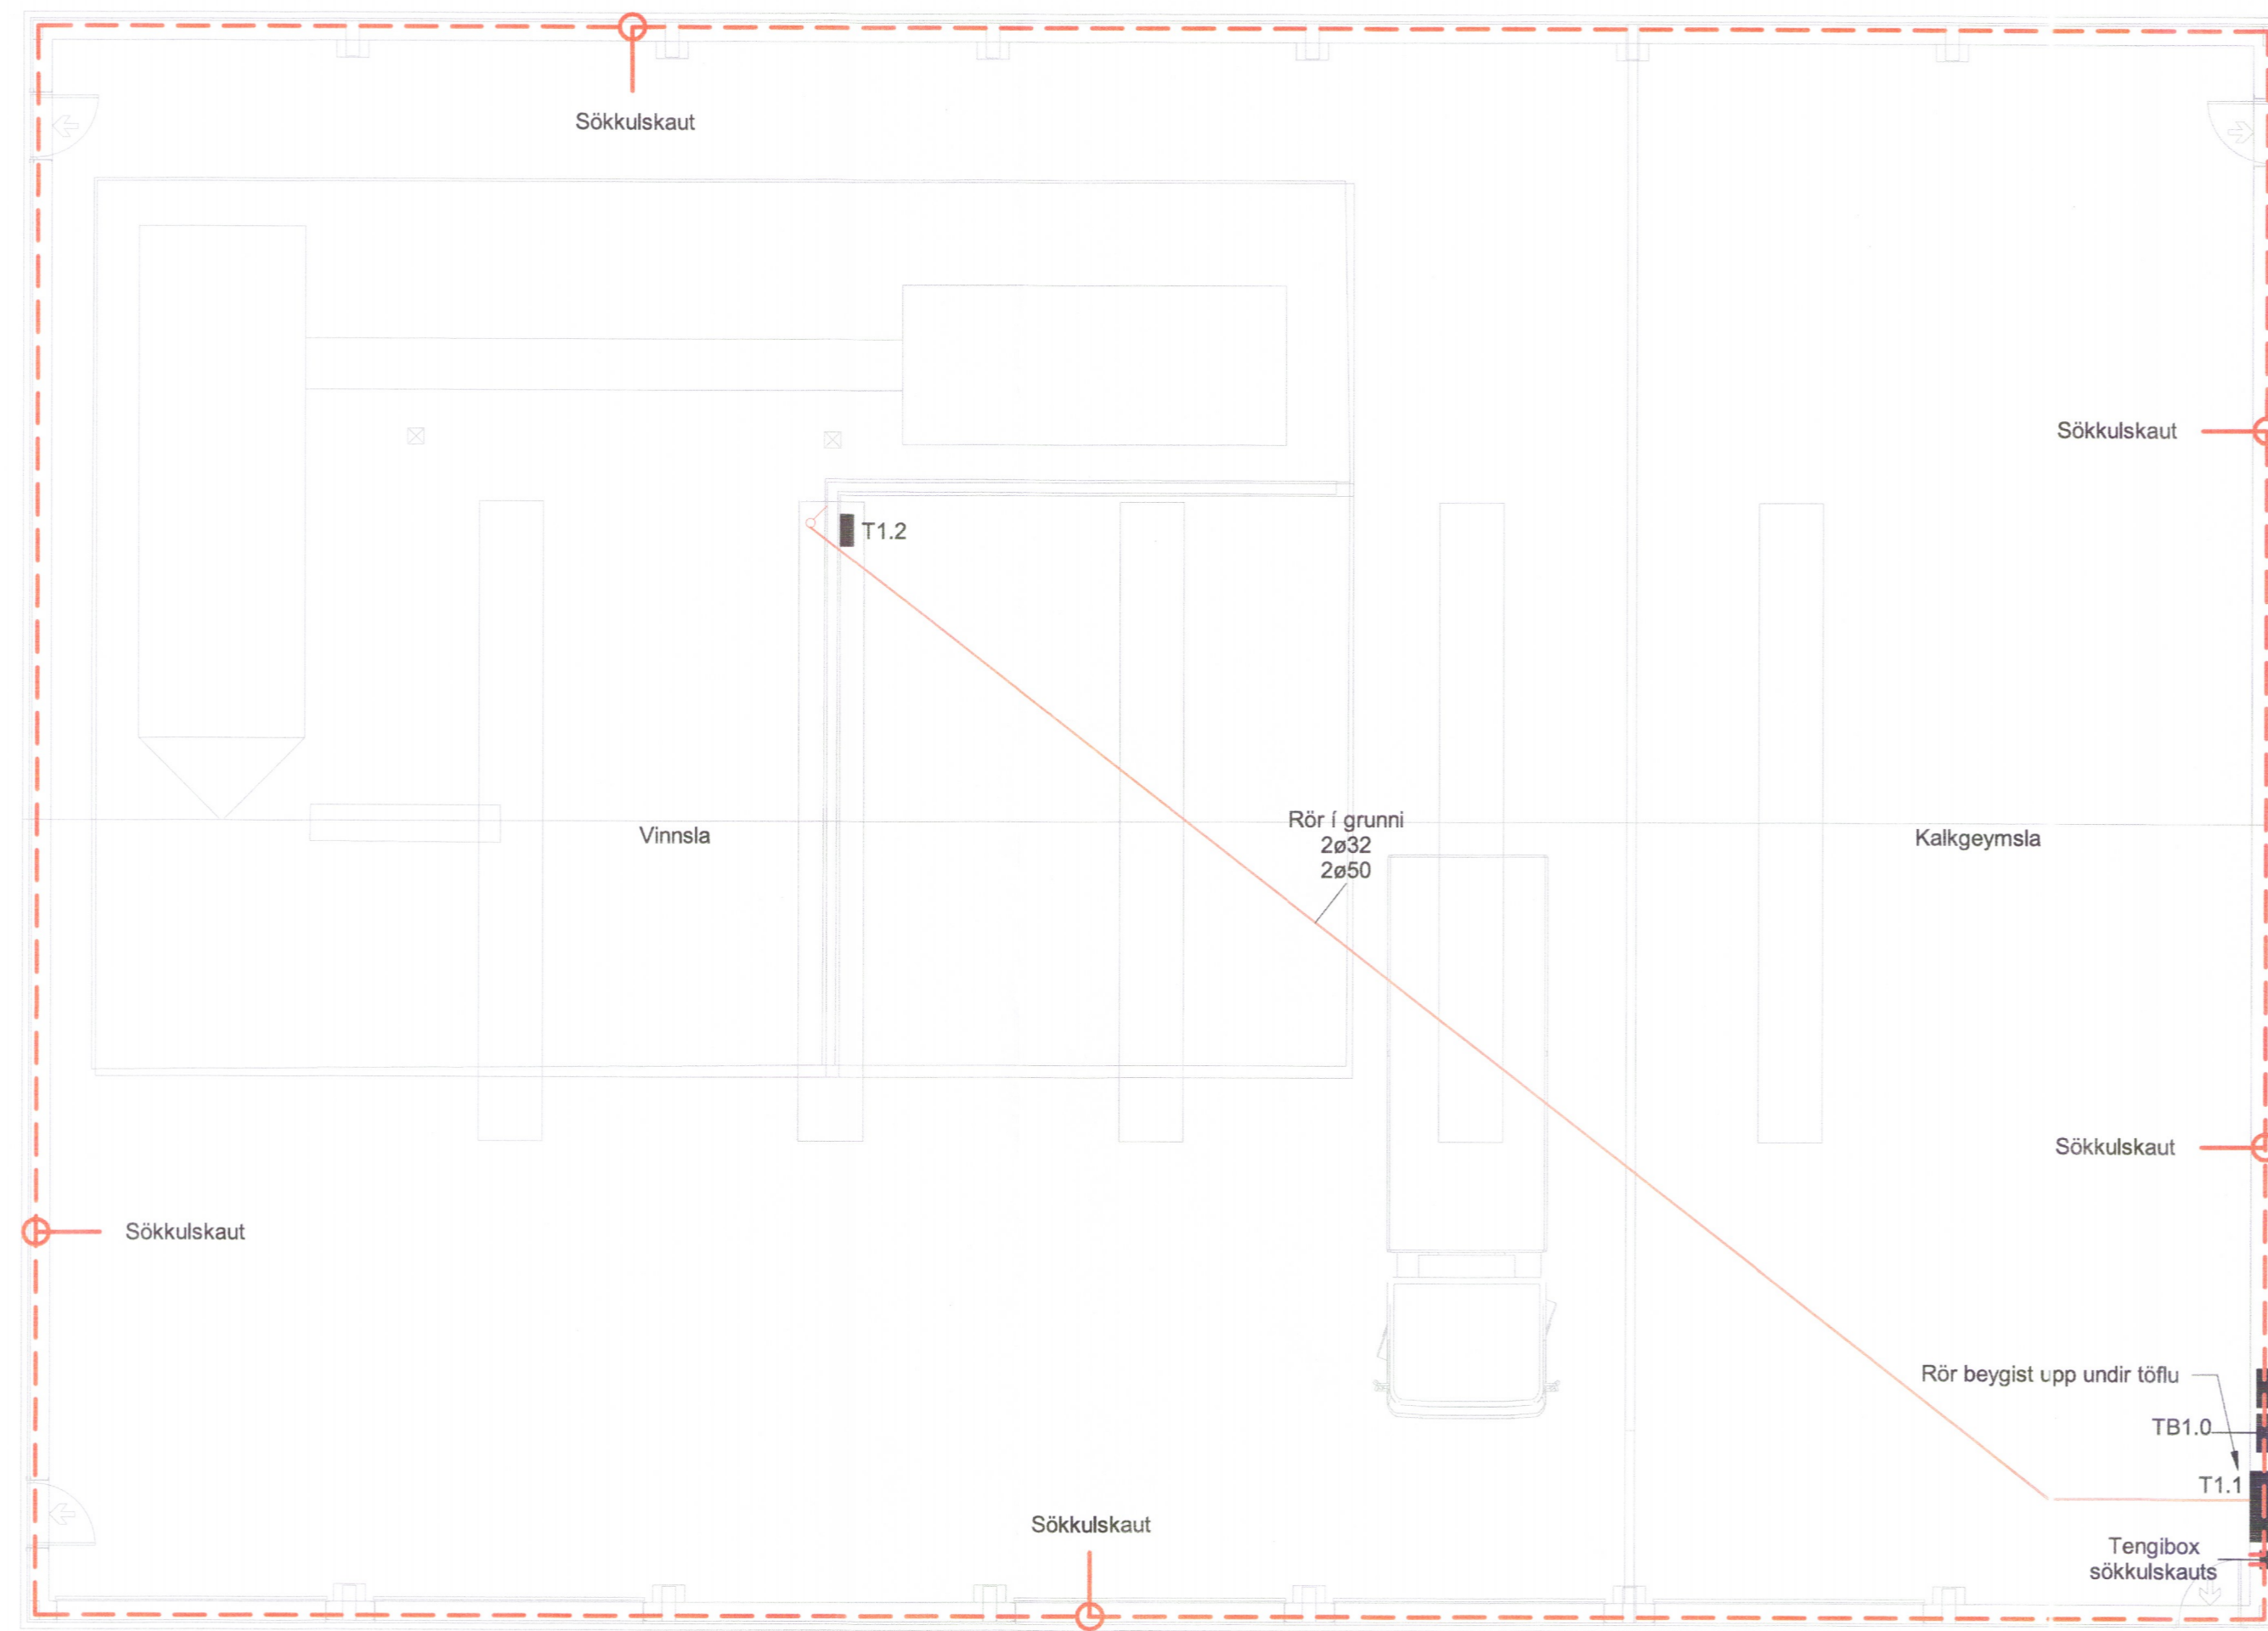 Sökkulskaut
Sökkulskaut
T1.2
Rör í grunni
2ø32
2ø50
Vinnsla
Kalkgeymsla
Sökkulskaut
Sökkulskaut
Rör beygist upp undir töflu
TB1.0
T1.1
Sökkulskaut
Tengibox
sökkulskauts